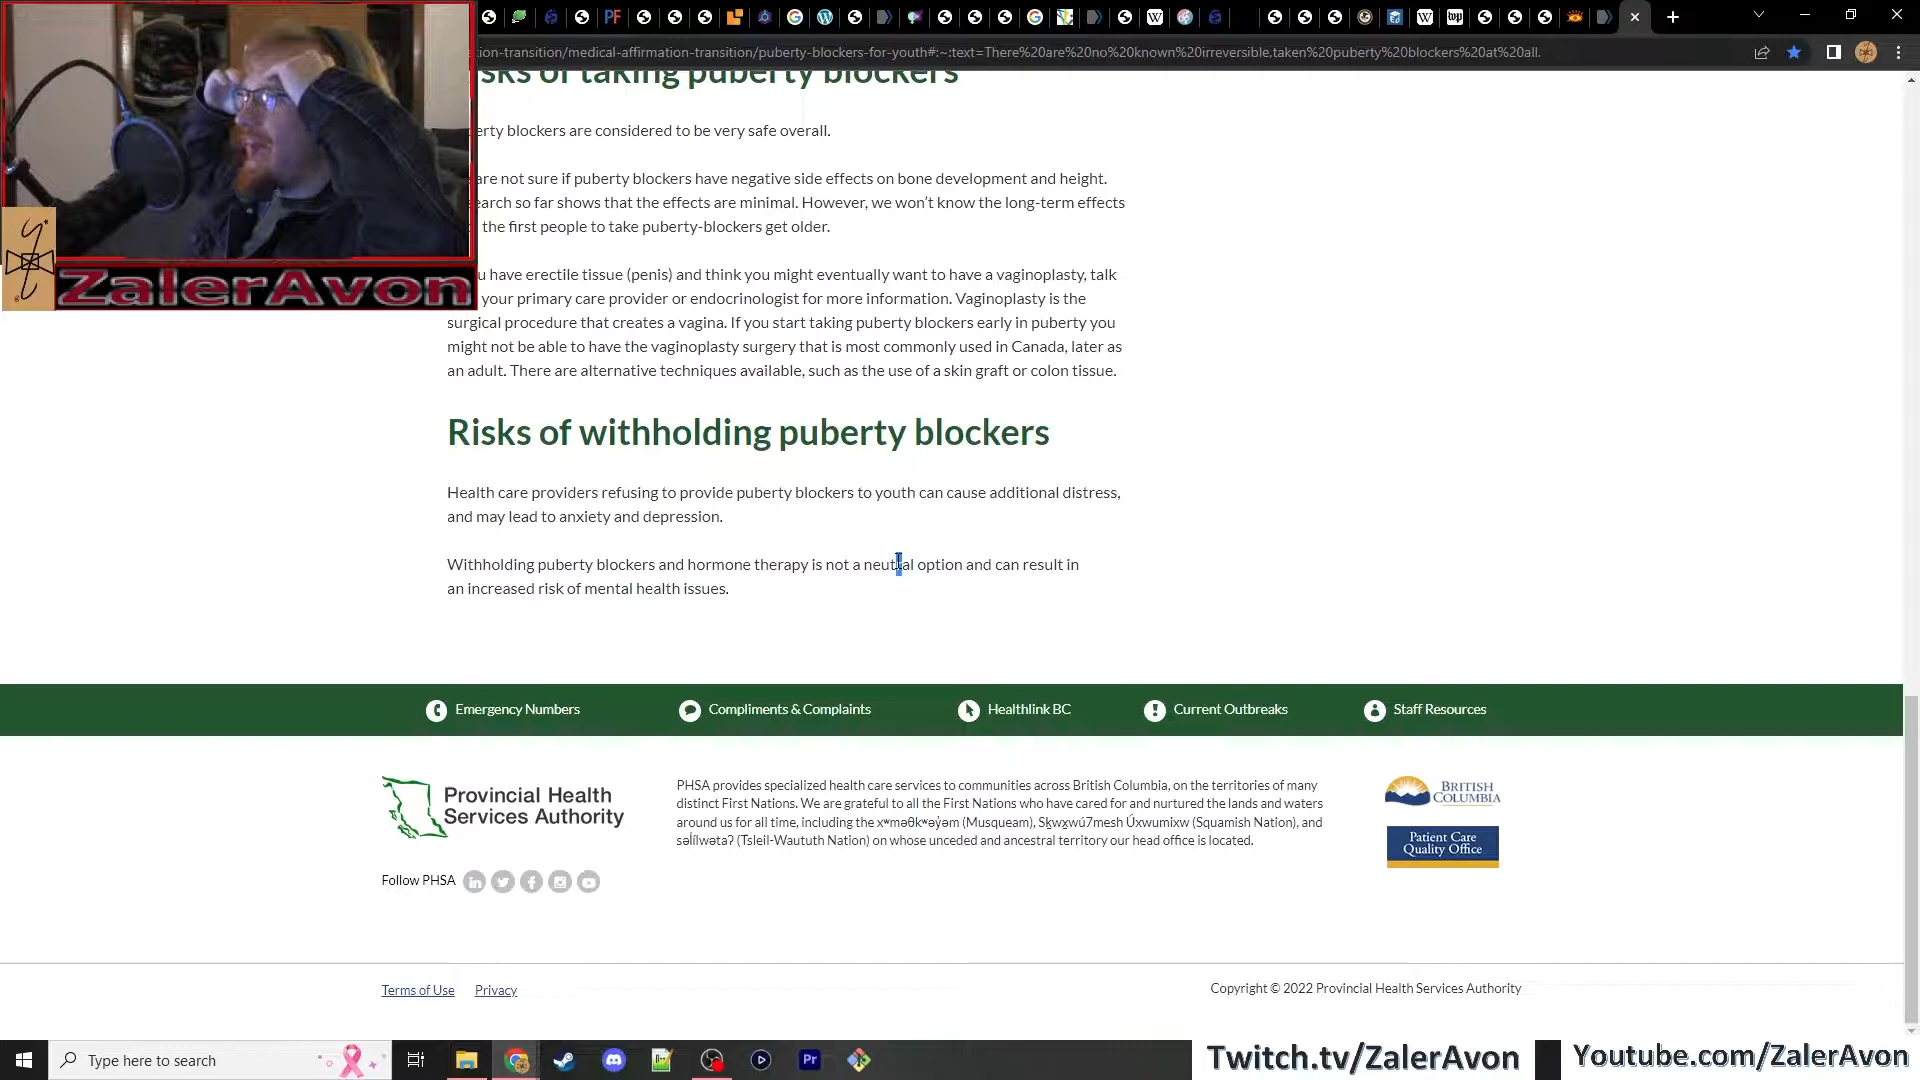 ition-transition/medical-affirmation-transition/puberty-blockers-for-youth#:~:text=There%20are%20no%20known%20irreversible,taken%20puberty%20blockers%20at%20all.
sks of taking puberty blockers
erty blockers are considered to be very safe overall.
are not sure if puberty blockers have negative side effects on bone development and height.
earch so far shows that the effects are minimal. However, we won't know the long-term effects
the first people to take puberty-blockers get older.
u have erectile tissue (penis) and think you might eventually want to have a vaginoplasty, talk
your primary care provider or endocrinologist for more information. Vaginoplasty is the
surgical procedure that creates a vagina. If you start taking puberty blockers early in puberty you
might not be able to have the vaginoplasty surgery that is most commonly used in Canada, later as
an adult. There are alternative techniques available, such as the use of a skin graft or colon tissue.
ZalerAvon
Risks of withholding puberty blockers
Health care providers refusing to provide puberty blockers to youth can cause additional distress,
and may lead to anxiety and depression.
Withholding puberty blockers and hormone therapy is not a neutral option and can result in
an increased risk of mental health issues.
Emergency Numbers
Compliments & Complaints
Healthlink BC
Current Outbreaks
Staff Resources
Provincial Health
Services Authority
PHSA provides specialized health care services to communities across British Columbia, on the territories of many
distinct First Nations. We are grateful to all the First Nations who have cared for and nurtured the lands and waters
around us for all time, including the xʷməθkʷəy̓əm (Musqueam), Sḵwx̱wú7mesh Úxwumixw (Squamish Nation), and
səl̓ílwətaʔ (Tsleil-Waututh Nation) on whose unceded and ancestral territory our head office is located.
BRITISH
COLUMBIA
Patient Care
Quality Office
Follow PHSA
Terms of Use
Privacy
Copyright © 2022 Provincial Health Services Authority
Type here to search
Twitch.tv/ZalerAvon
Youtube.com/ZalerAvon